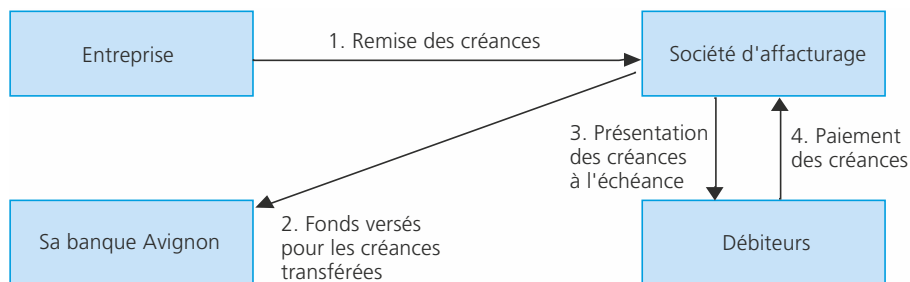 Entreprise
1. Remise des créances
Société d'affacturage
3. Présentation
des créances
à l'échéance
4. Paiement
des créances
Sa banque Avignon
2. Fonds versés
pour les créances
transférées
Débiteurs